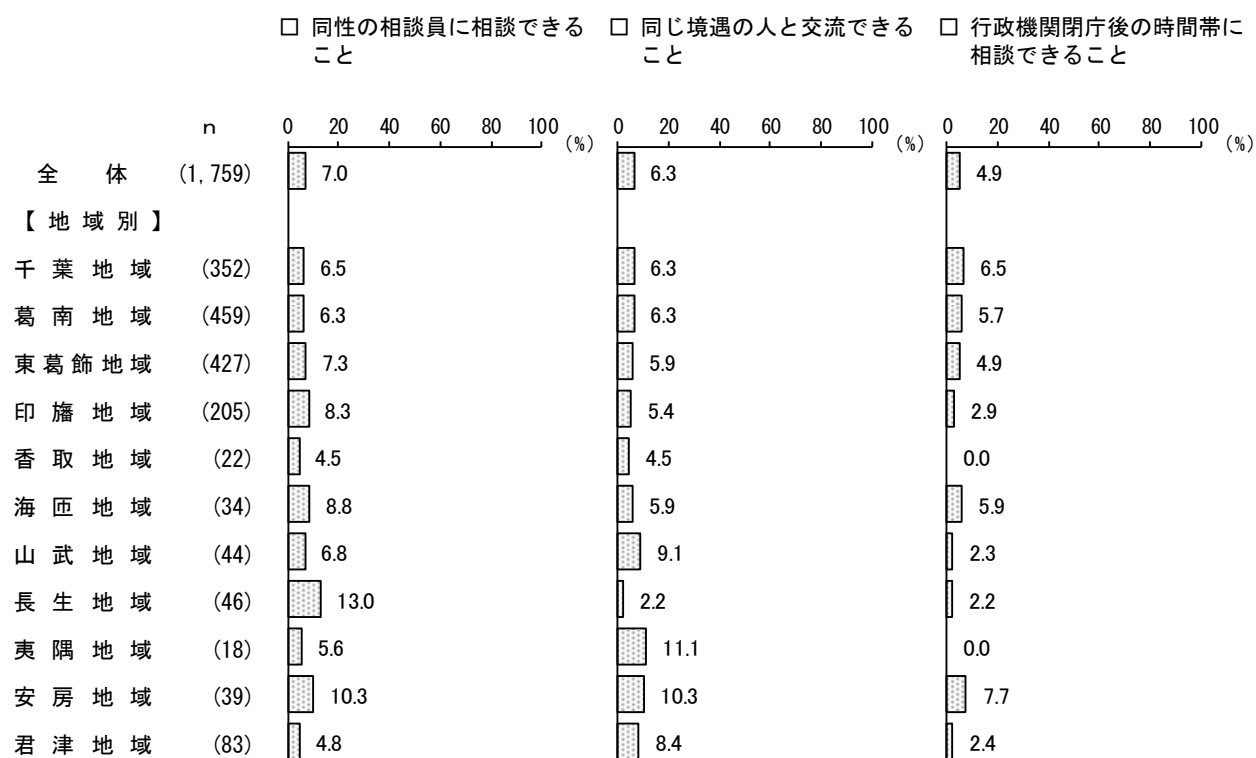 □ 同性の相談員に相談できる □ 同じ境遇の人と交流できる □ 行政機関閉庁後の時間帯に
こと こと 相談できること
n 0 20 40 60 80 100 (%) 0 20 40 60 80 100 (%) 0 20 40 60 80 100 (%)
全 体 (1,759) 7.0 6.3 4.9
【 地 域 別 】
千 葉 地 域 (352) 6.5 6.3 6.5
葛 南 地 域 (459) 6.3 6.3 5.7
東 葛 飾 地 域 (427) 7.3 5.9 4.9
印 旛 地 域 (205) 8.3 5.4 2.9
香 取 地 域 (22) 4.5 4.5 0.0
海 匝 地 域 (34) 8.8 5.9 5.9
山 武 地 域 (44) 6.8 9.1 2.3
長 生 地 域 (46) 13.0 2.2 2.2
夷 隅 地 域 (18) 5.6 11.1 0.0
安 房 地 域 (39) 10.3 10.3 7.7
君 津 地 域 (83) 4.8 8.4 2.4